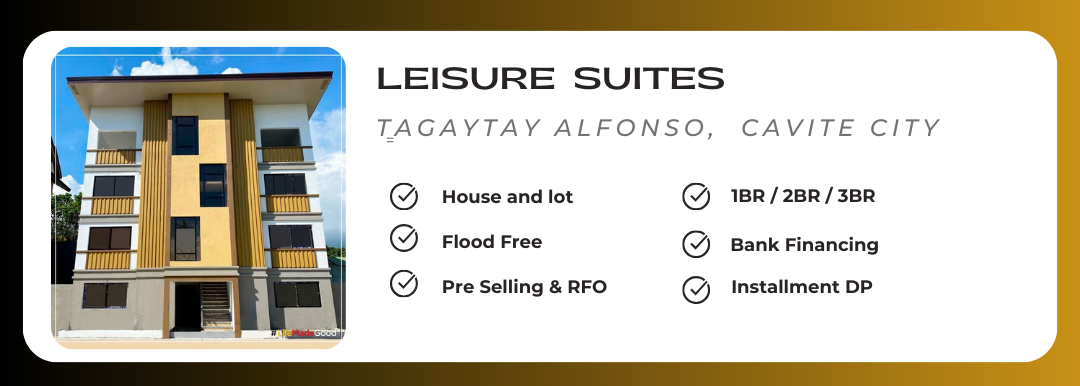 LEISURE SUITES
TAGAYTAY ALFONSO, CAVITE CITY
House and lot
Flood Free
Pre Selling & RFO
1BR / 2BR / 3BR
Bank Financing
Installment DP
#LifeMadeGood